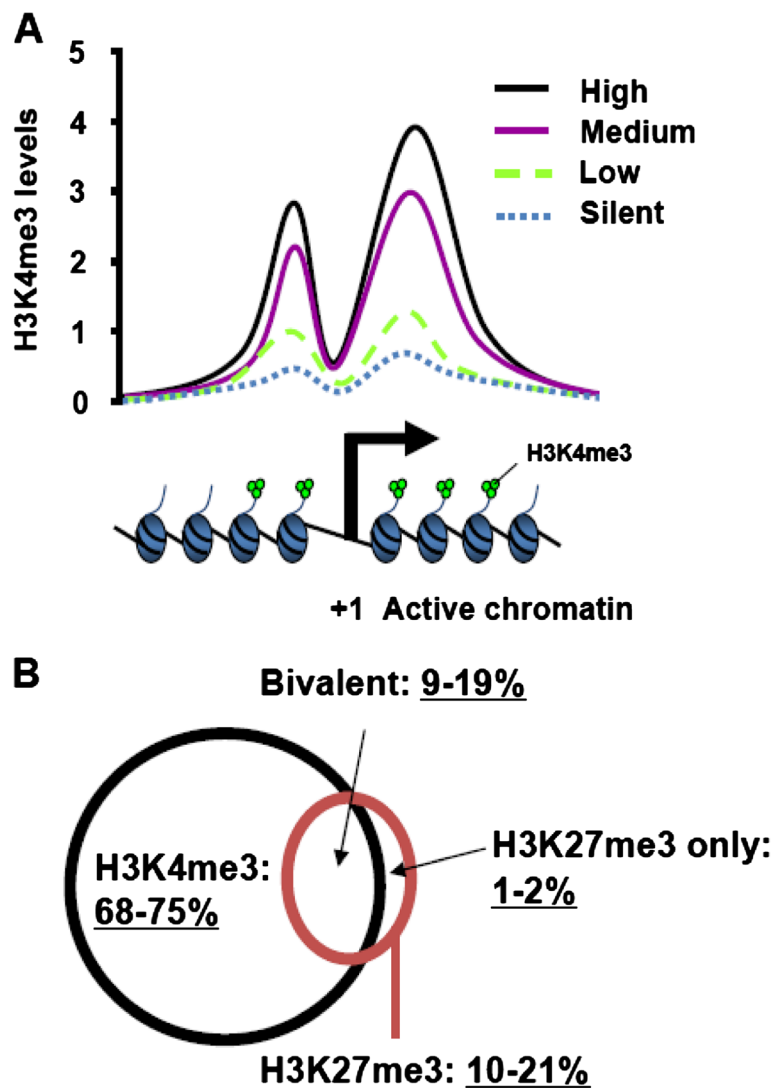 A
H3K4me3 levels
5
4
3
2
1
0
High
Medium
Low
Silent
H3K4me3
+1 Active chromatin
B
Bivalent: 9-19%
H3K4me3:
68-75%
H3K27me3 only:
1-2%
H3K27me3: 10-21%